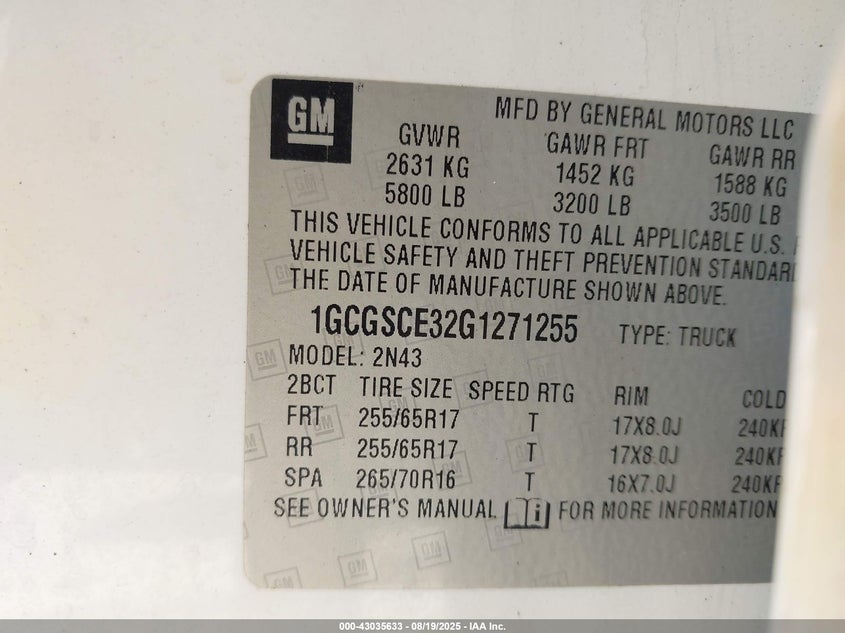 GM
MFD BY GENERAL MOTORS LLC
GVWR GAWR FRT GAWR RR
2631 KG 1452 KG 1588 KG
5800 LB 3200 LB 3500 LB
THIS VEHICLE CONFORMS TO ALL APPLICABLE U.S.
VEHICLE SAFETY AND THEFT PREVENTION STANDAR
THE DATE OF MANUFACTURE SHOWN ABOVE.
1GCGSCE32G1271255 TYPE: TRUCK
MODEL: 2N43
2BCT TIRE SIZE SPEED RTG RIM COLD
FRT 255/65R17 T 17X8.0J 240KP
RR 255/65R17 T 17X8.0J 240KP
SPA 265/70R16 T 16X7.0J 240KP
SEE OWNER'S MANUAL i FOR MORE INFORMATION
000-43035633 - 08/19/2025 - IAA Inc.